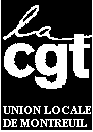 la
cgt
UNION LOCALE
DE MONTREUIL